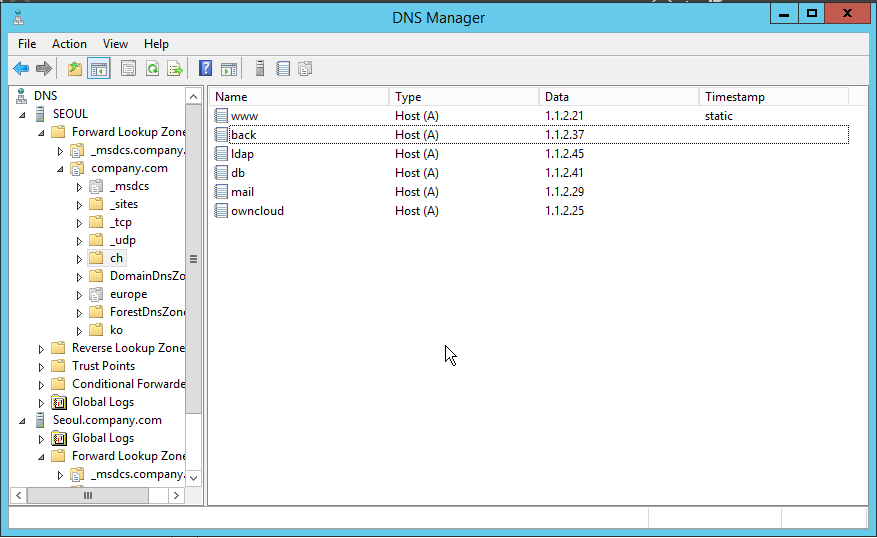 DNS Manager
File Action View Help
DNS
SEOUL
Forward Lookup Zone
_msdcs.company.
company.com
_msdcs
_sites
_tcp
_udp
ch
DomainDnsZo
europe
ForestDnsZone
ko
Reverse Lookup Zone
Trust Points
Conditional Forwarde
Global Logs
Seoul.company.com
Global Logs
Forward Lookup Zone
_msdcs.company.
Name Type Data Timestamp
www Host (A) 1.1.2.21 static
back Host (A) 1.1.2.37
ldap Host (A) 1.1.2.45
db Host (A) 1.1.2.41
mail Host (A) 1.1.2.29
owncloud Host (A) 1.1.2.25